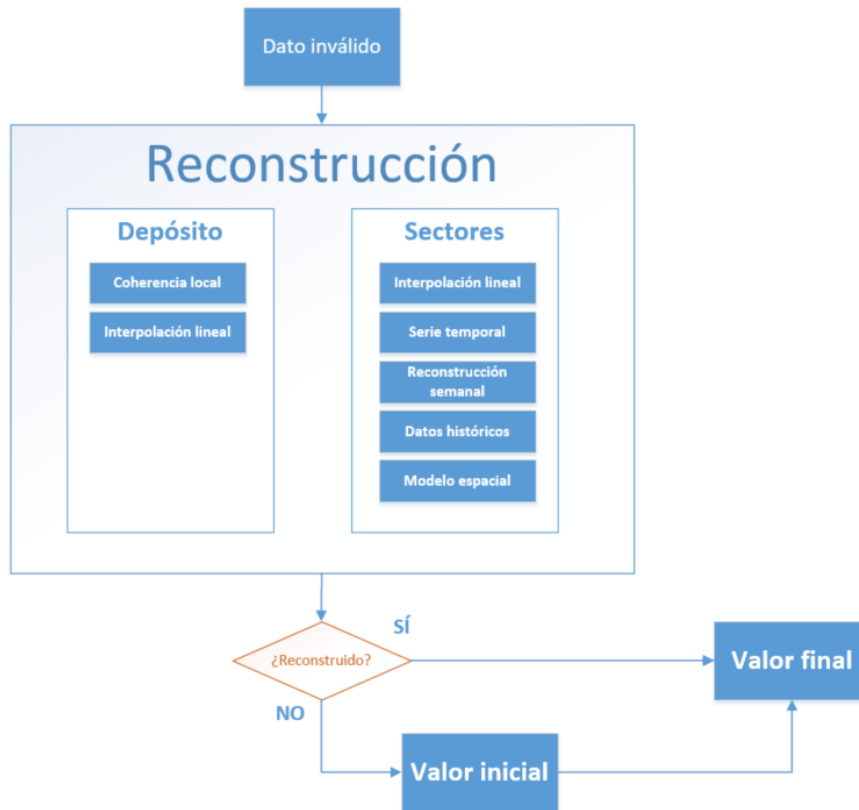 Dato inválido
Reconstrucción
Depósito
Coherencia local
Interpolación lineal
Sectores
Interpolación lineal
Serie temporal
Reconstrucción
semanal
Datos históricos
Modelo espacial
¿Reconstruido?
SÍ
NO
Valor final
Valor inicial